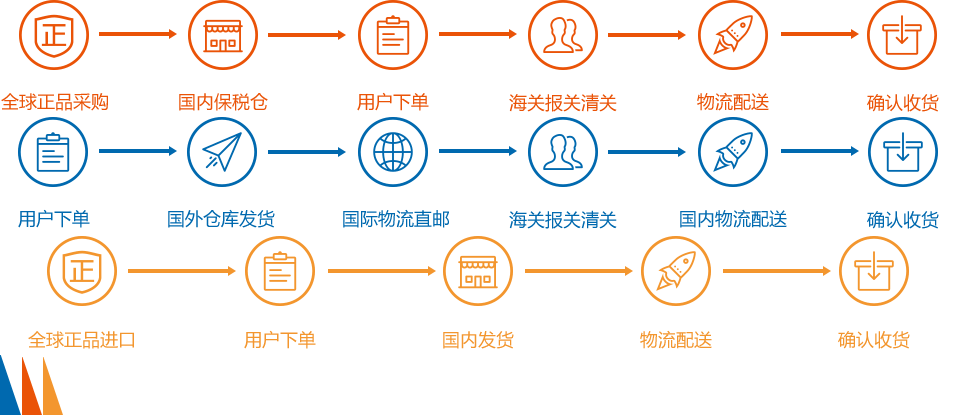 正
全球正品采购 国内保税仓 用户下单 海关报关清关 物流配送 确认收货
用户下单 国外仓库发货 国际物流直邮 海关报关清关 国内物流配送 确认收货
正
全球正品进口 用户下单 国内发货 物流配送 确认收货